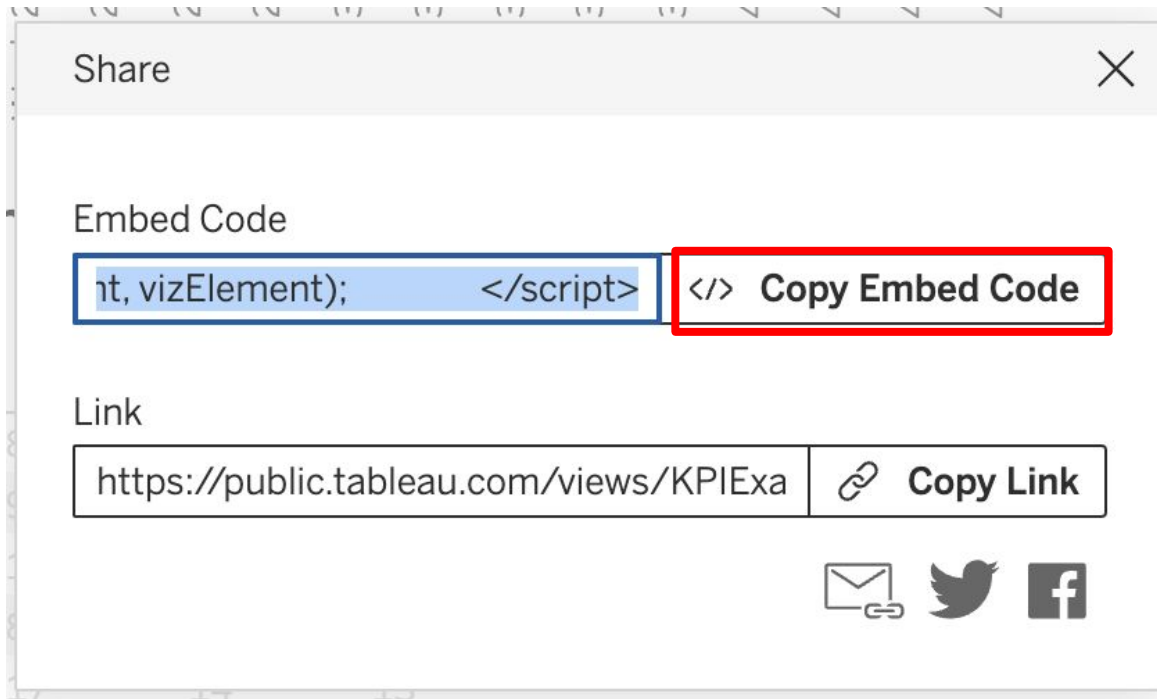 Share
Embed Code
nt, vizElement); </script> </> Copy Embed Code
Link
https://public.tableau.com/views/KPIExa Copy Link